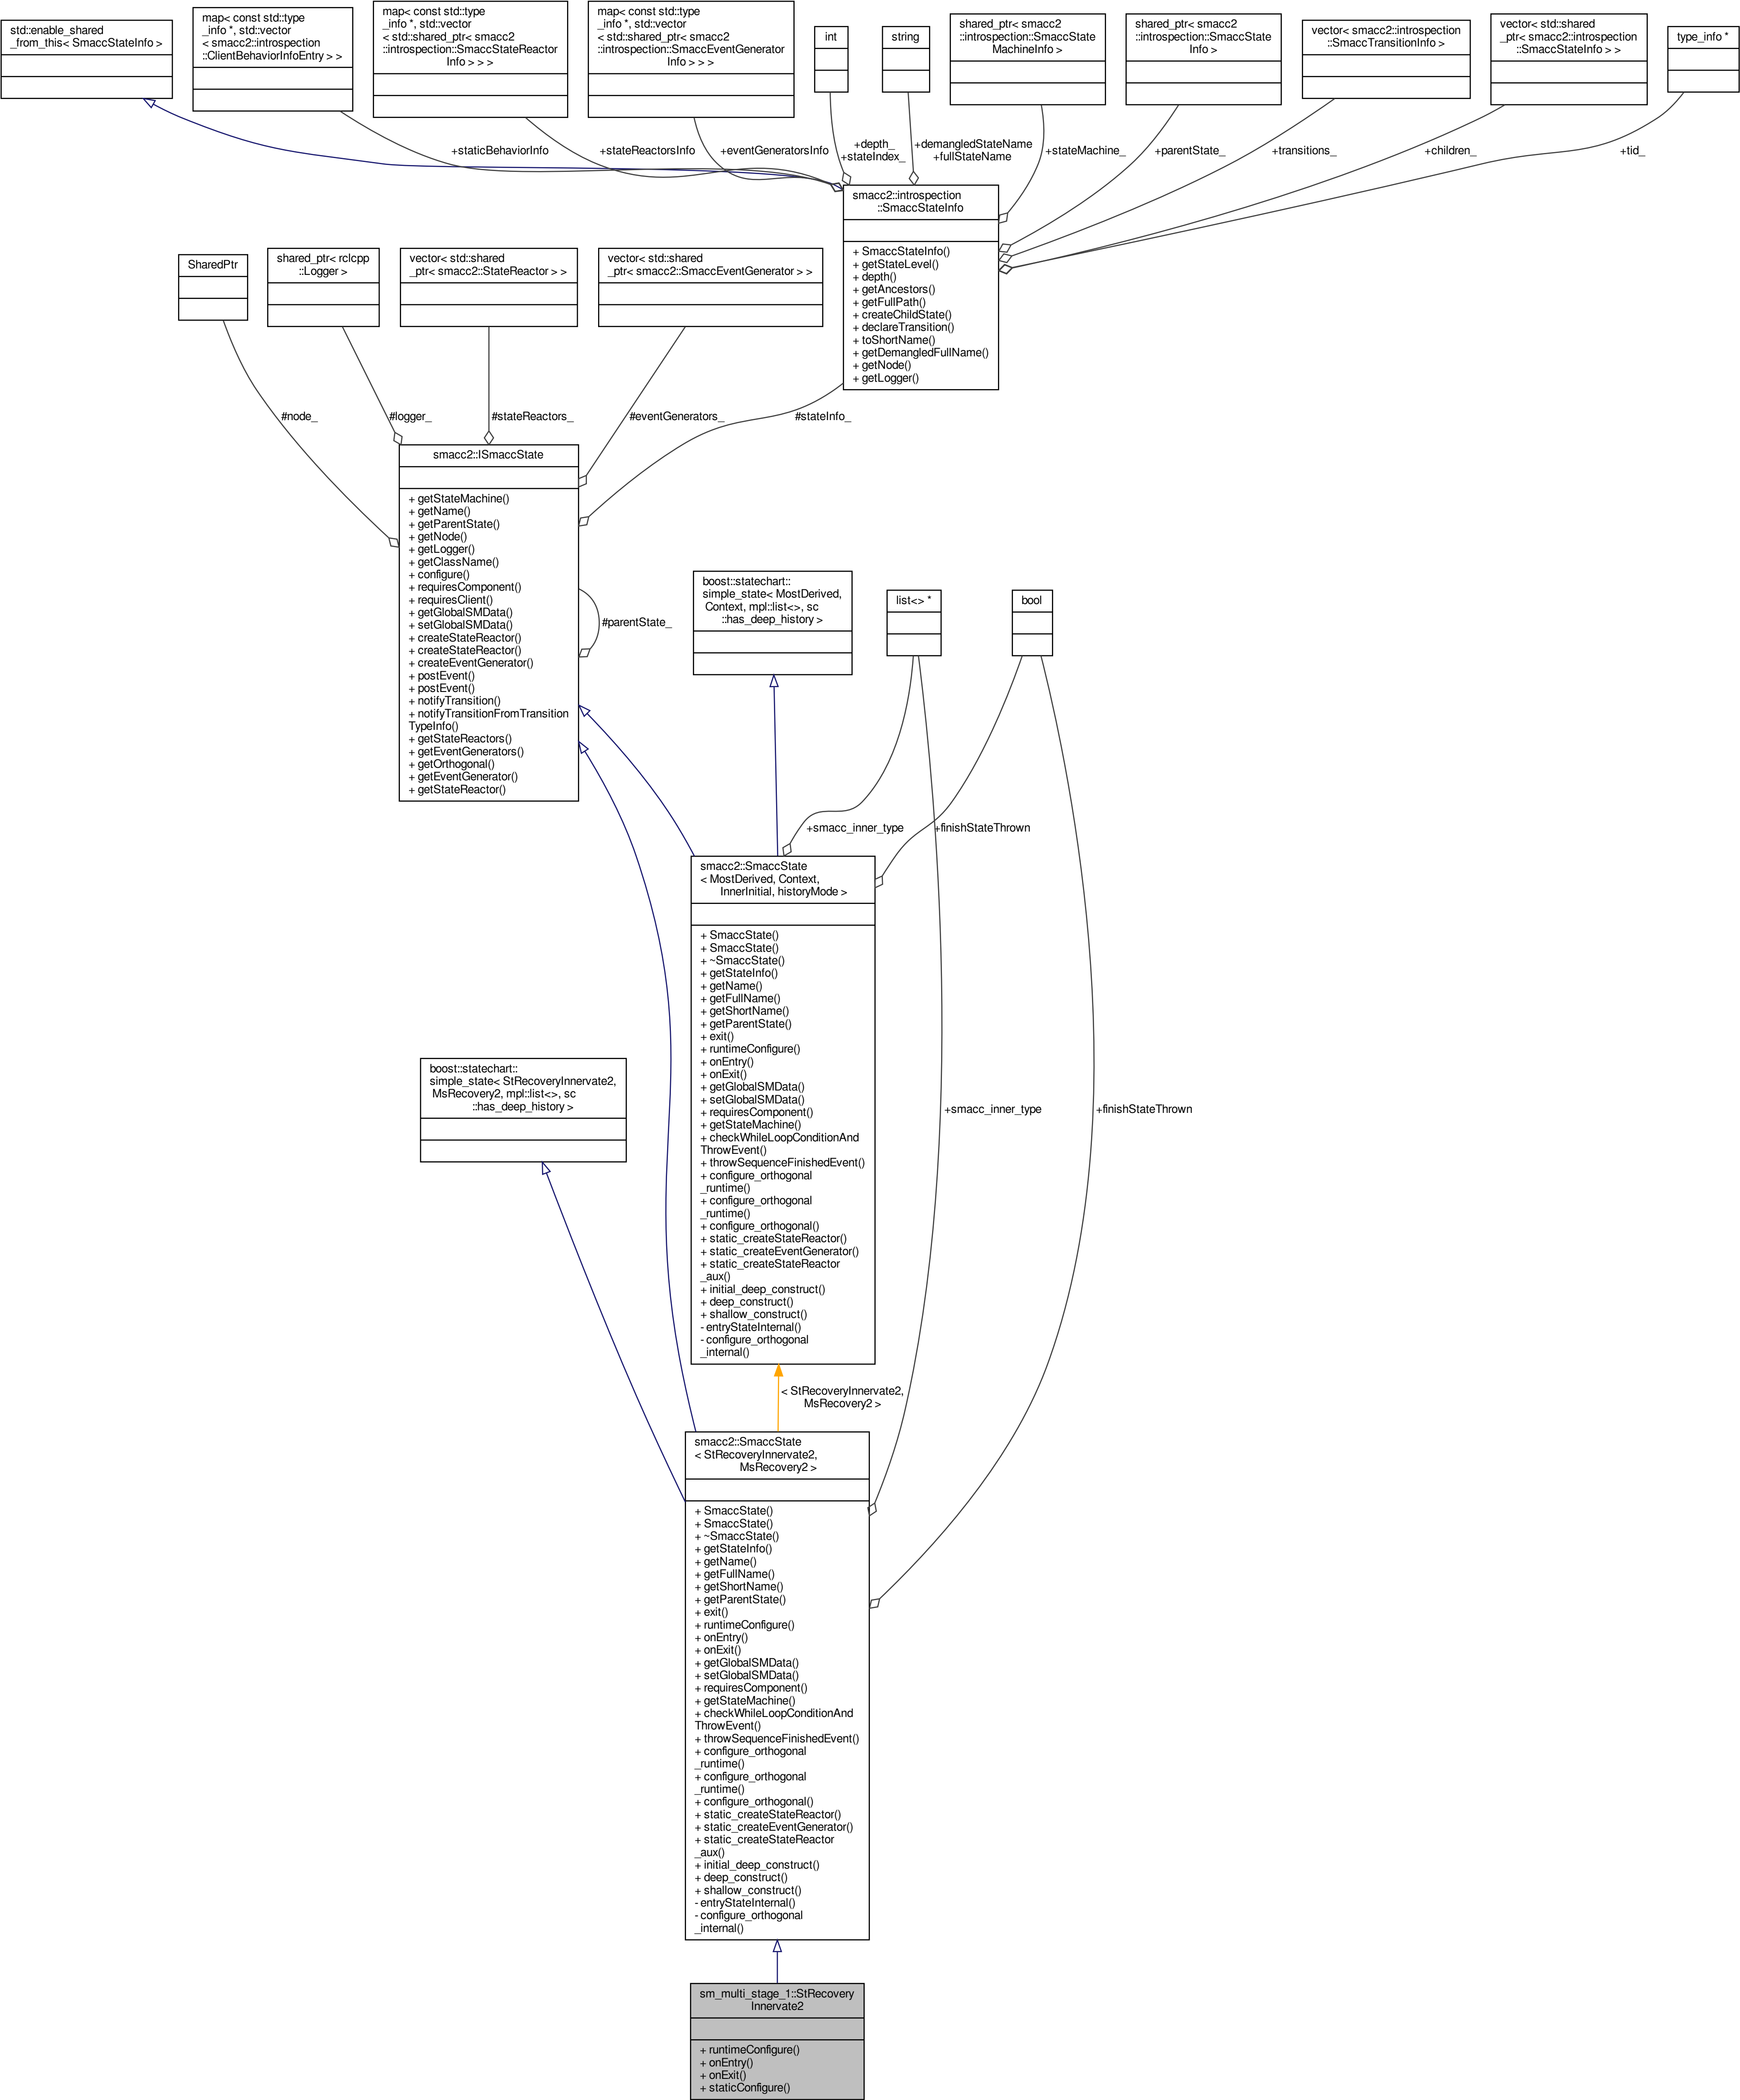 std::enable_shared
_from_this< SmaccStateInfo >
map< const std::type
_info *, std::vector
< smacc2::introspection
::ClientBehaviorInfoEntry > >
map< const std::type
_info *, std::vector
< std::shared_ptr< smacc2
::introspection::SmaccStateReactor
Info > > >
map< const std::type
_info *, std::vector
< std::shared_ptr< smacc2
::introspection::SmaccEventGenerator
Info > > >
int
string
shared_ptr< smacc2
::introspection::SmaccState
MachineInfo >
shared_ptr< smacc2
::introspection::SmaccState
Info >
vector< smacc2::introspection
::SmaccTransitionInfo >
vector< std::shared
_ptr< smacc2::introspection
::SmaccStateInfo > >
type_info *
+staticBehaviorInfo
+stateReactorsInfo
+eventGeneratorsInfo
+depth_
+stateIndex_
+demangledStateName
+fullStateName
+stateMachine_
+parentState_
+transitions_
+children_
+tid_
smacc2::introspection
::SmaccStateInfo
+ SmaccStateInfo()
+ getStateLevel()
+ depth()
+ getAncestors()
+ getFullPath()
+ createChildState()
+ declareTransition()
+ toShortName()
+ getDemangledFullName()
+ getNode()
+ getLogger()
SharedPtr
shared_ptr< rclcpp
::Logger >
vector< std::shared
_ptr< smacc2::StateReactor > >
vector< std::shared
_ptr< smacc2::SmaccEventGenerator > >
#node_
#logger_
#stateReactors_
#eventGenerators_
#stateInfo_
smacc2::ISmaccState
+ getStateMachine()
+ getName()
+ getParentState()
+ getNode()
+ getLogger()
+ getClassName()
+ configure()
+ requiresComponent()
+ requiresClient()
+ getGlobalSMData()
+ setGlobalSMData()
+ createStateReactor()
+ createStateReactor()
+ createEventGenerator()
+ postEvent()
+ postEvent()
+ notifyTransition()
+ notifyTransitionFromTransition
TypeInfo()
+ getStateReactors()
+ getEventGenerators()
+ getOrthogonal()
+ getEventGenerator()
+ getStateReactor()
#parentState_
boost::statechart::
simple_state< MostDerived,
Context, mpl::list<>, sc
::has_deep_history >
list<> *
bool
+smacc_inner_type
+finishStateThrown
smacc2::SmaccState
< MostDerived, Context,
InnerInitial, historyMode >
+ SmaccState()
+ SmaccState()
+ ~SmaccState()
+ getStateInfo()
+ getName()
+ getFullName()
+ getShortName()
+ getParentState()
+ exit()
+ runtimeConfigure()
+ onEntry()
+ onExit()
+ getGlobalSMData()
+ setGlobalSMData()
+ requiresComponent()
+ getStateMachine()
+ checkWhileLoopConditionAnd
ThrowEvent()
+ throwSequenceFinishedEvent()
+ configure_orthogonal
_runtime()
+ configure_orthogonal
_runtime()
+ configure_orthogonal()
+ static_createStateReactor()
+ static_createEventGenerator()
+ static_createStateReactor
_aux()
+ initial_deep_construct()
+ deep_construct()
+ shallow_construct()
- entryStateInternal()
- configure_orthogonal
_internal()
boost::statechart::
simple_state< StRecoveryInnervate2,
MsRecovery2, mpl::list<>, sc
::has_deep_history >
+smacc_inner_type
+finishStateThrown
< StRecoveryInnervate2,
MsRecovery2 >
smacc2::SmaccState
< StRecoveryInnervate2,
MsRecovery2 >
+ SmaccState()
+ SmaccState()
+ ~SmaccState()
+ getStateInfo()
+ getName()
+ getFullName()
+ getShortName()
+ getParentState()
+ exit()
+ runtimeConfigure()
+ onEntry()
+ onExit()
+ getGlobalSMData()
+ setGlobalSMData()
+ requiresComponent()
+ getStateMachine()
+ checkWhileLoopConditionAnd
ThrowEvent()
+ throwSequenceFinishedEvent()
+ configure_orthogonal
_runtime()
+ configure_orthogonal
_runtime()
+ configure_orthogonal()
+ static_createStateReactor()
+ static_createEventGenerator()
+ static_createStateReactor
_aux()
+ initial_deep_construct()
+ deep_construct()
+ shallow_construct()
- entryStateInternal()
- configure_orthogonal
_internal()
sm_multi_stage_1::StRecovery
Innervate2
+ runtimeConfigure()
+ onEntry()
+ onExit()
+ staticConfigure()